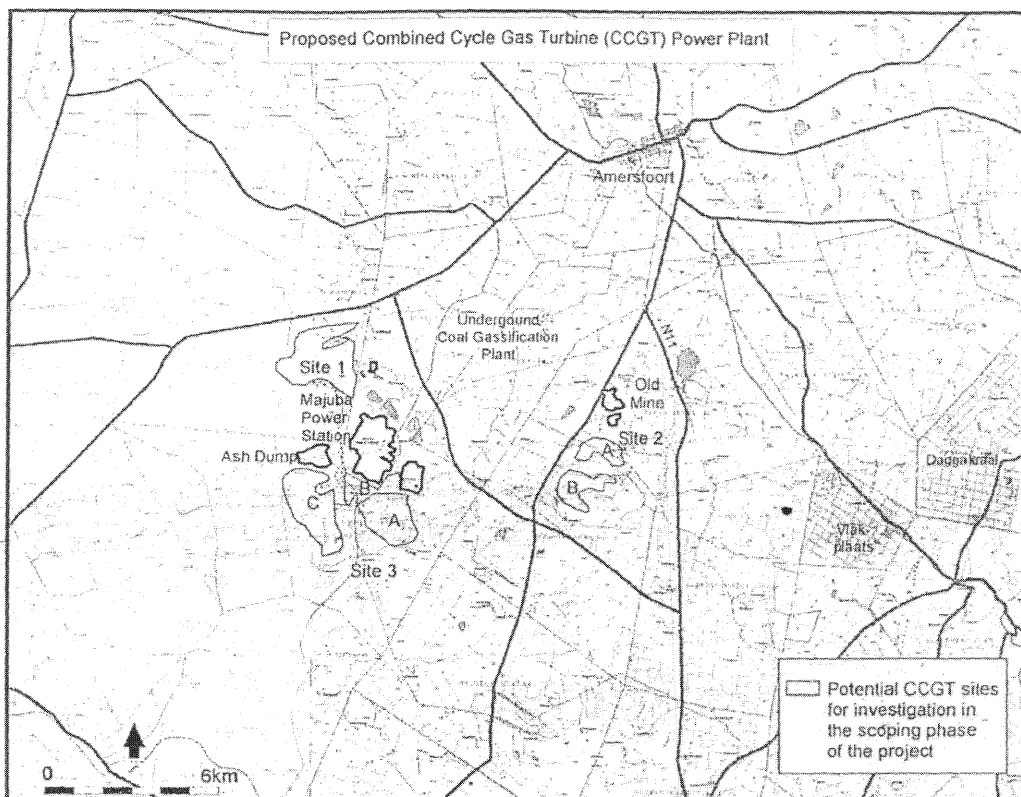 Proposed Combined Cycle Gas Turbine (CCGT) Power Plant
Amersfoort
Undergound
Coal Gassification
Plant
N11
Site 1
D
Majuba
Power
Station
Ash Dump
B
C
A
Site 3
Old
Mine
Site 2
A
B
Daggakraal
Vlak
plaats
Potential CCGT sites
for investigation in
the scoping phase
of the project
0
6km